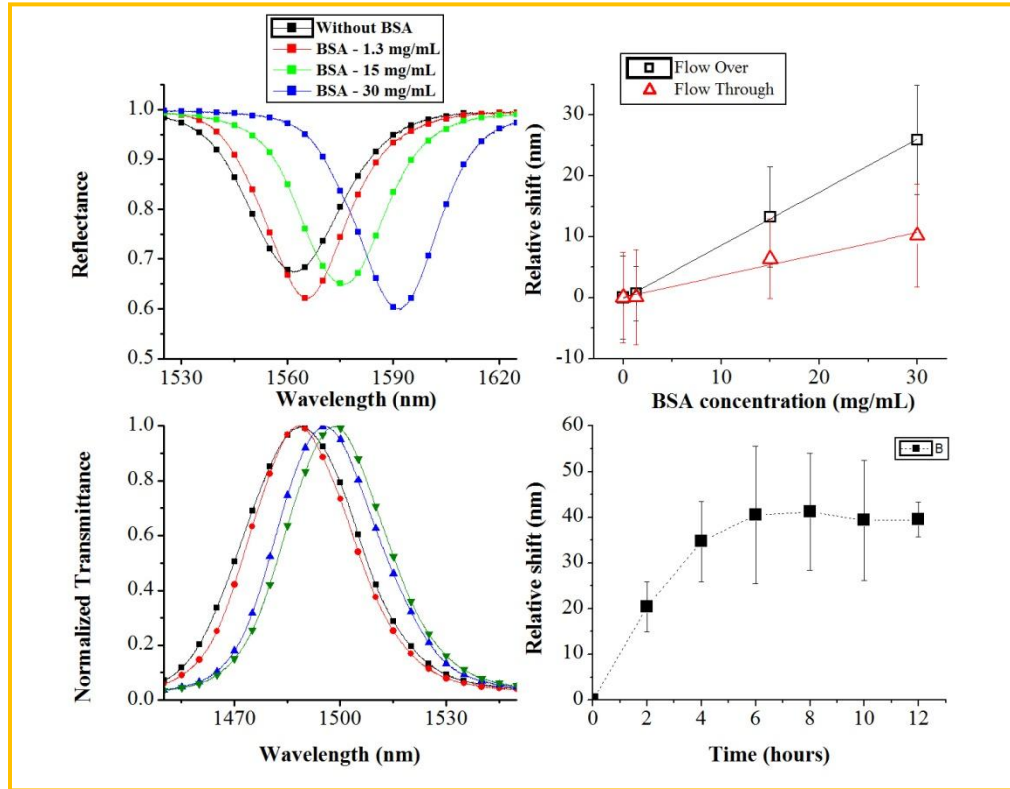 Without BSA
BSA - 1.3 mg/mL
BSA - 15 mg/mL
BSA - 30 mg/mL
Reflectance
1.0
0.9
0.8
0.7
0.6
0.5
1530
1560
1590
1620
Wavelength (nm)
Flow Over
Flow Through
Relative shift (nm)
30
20
10
0
-10
0
10
20
30
BSA concentration (mg/mL)
Normalized Transmittance
1.0
0.8
0.6
0.4
0.2
0.0
1470
1500
1530
Wavelength (nm)
B
Relative shift (nm)
60
50
40
30
20
10
0
0
2
4
6
8
10
12
Time (hours)